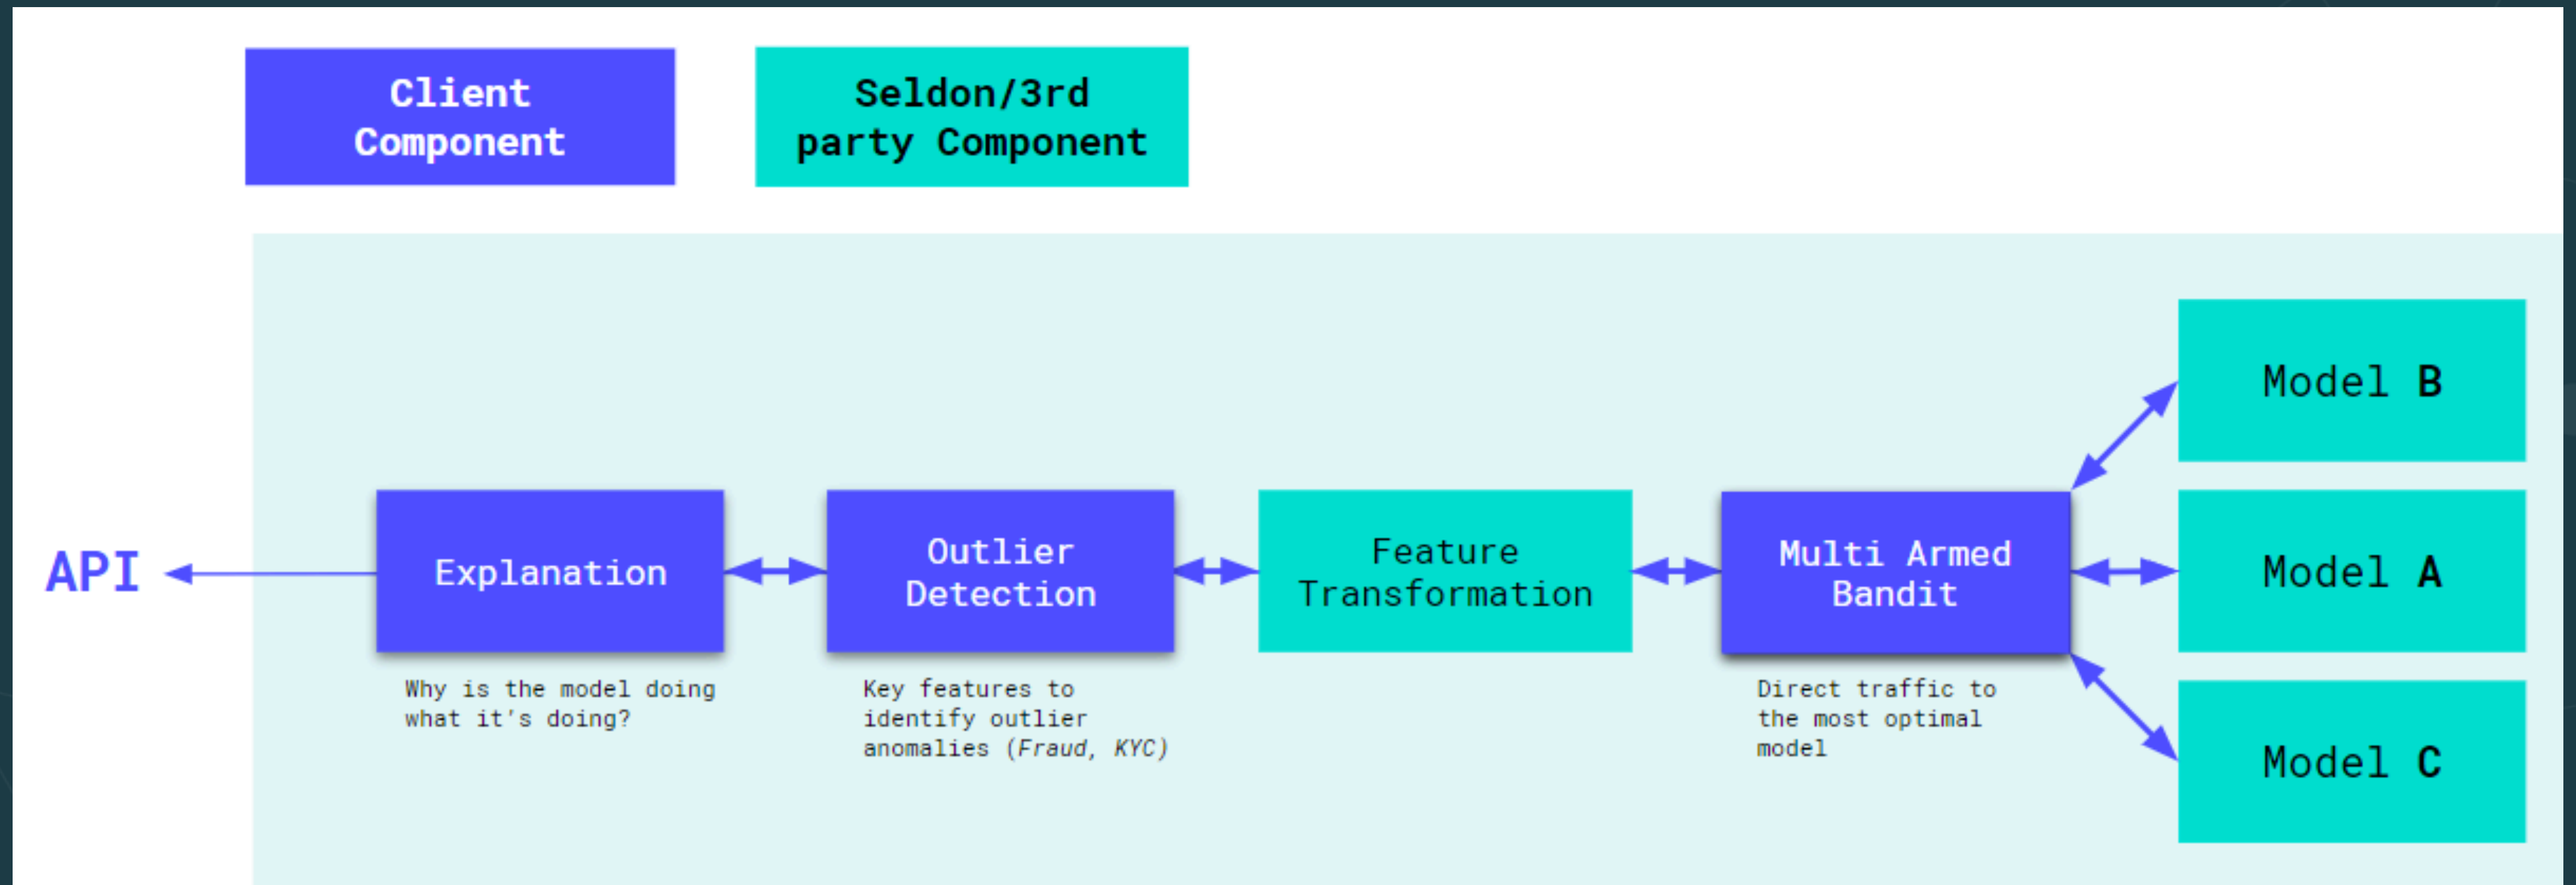 Client
Component
Seldon/3rd
party Component
API
Explanation
Why is the model doing
what it's doing?
Outlier
Detection
Key features to
identify outlier
anomalies (Fraud, KYC)
Feature
Transformation
Multi Armed
Bandit
Direct traffic to
the most optimal
model
Model B
Model A
Model C